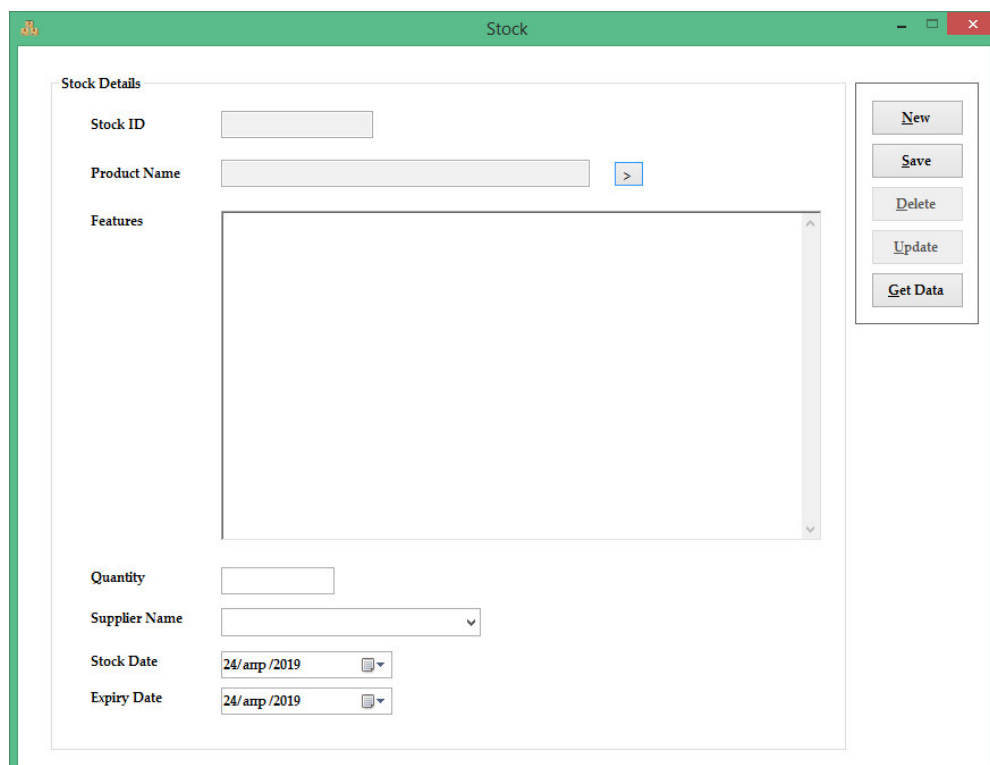 Stock
Stock Details
Stock ID
Product Name
>
Features
Quantity
Supplier Name
Stock Date
24/апр /2019
Expiry Date
24/апр /2019
New
Save
Delete
Update
Get Data